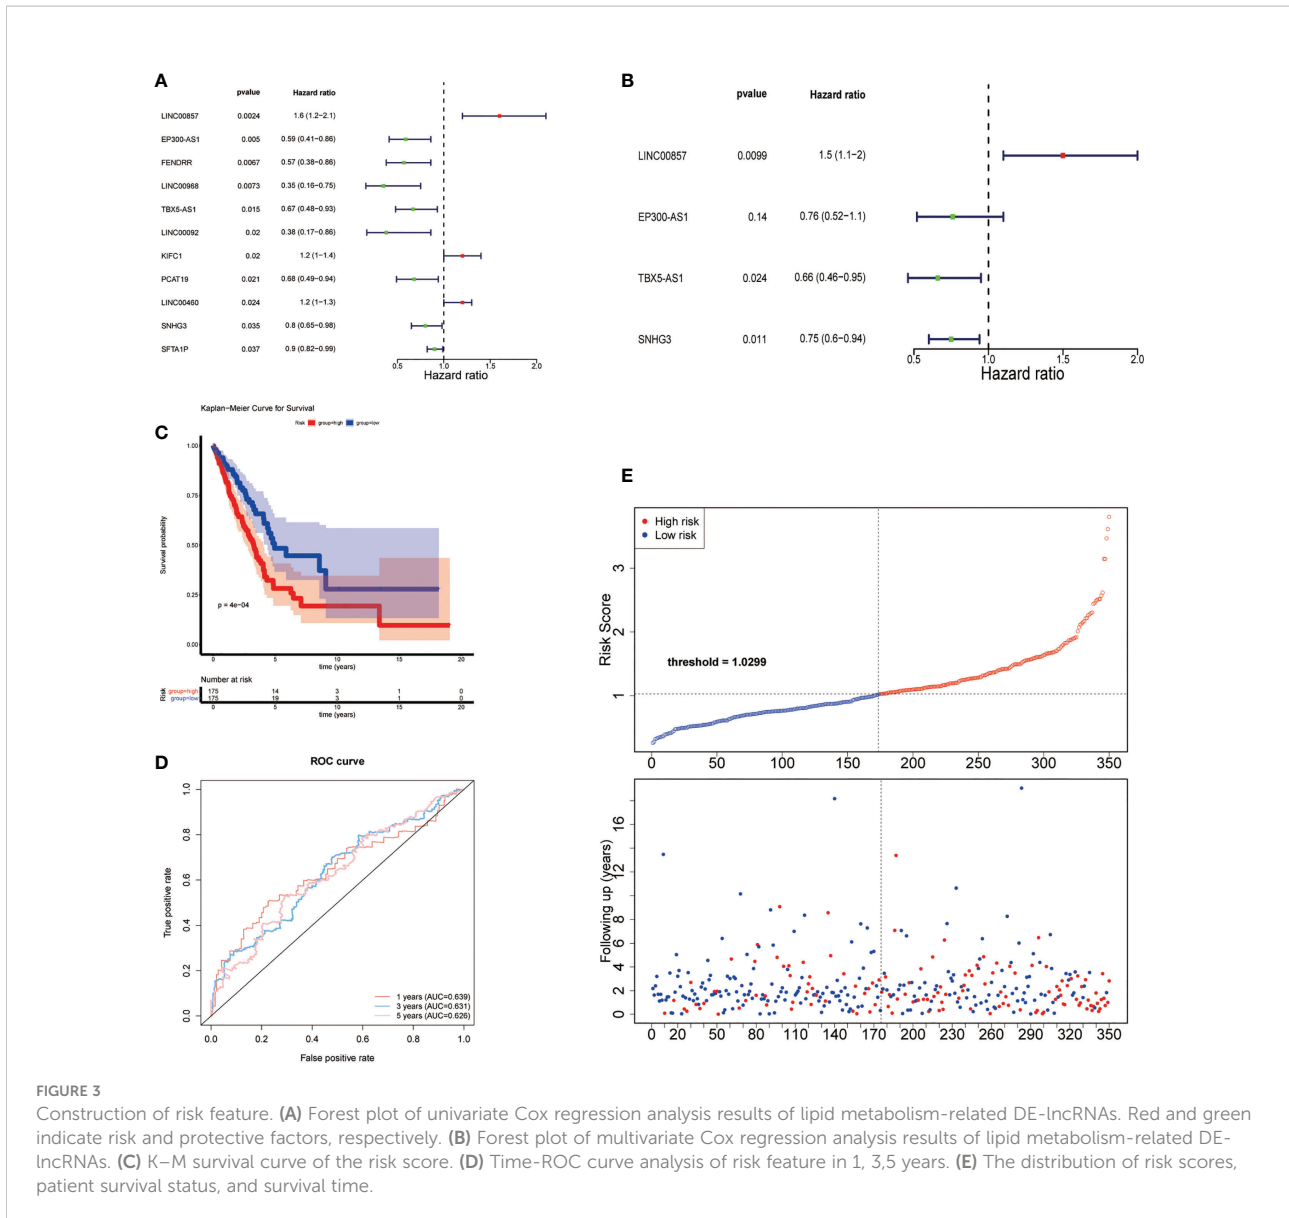 A
pvalue Hazard ratio
LINC00857 0.0024 1.6 (1.2−2.1)
EP300-AS1 0.005 0.59 (0.41−0.86)
FENDRR 0.0067 0.57 (0.38−0.86)
LINC00968 0.0073 0.35 (0.16−0.75)
TBX5-AS1 0.015 0.67 (0.48−0.93)
LINC00092 0.02 0.38 (0.17−0.86)
KIFC1 0.02 1.2 (1−1.4)
PCAT19 0.021 0.68 (0.49−0.94)
LINC00460 0.024 1.2 (1−1.3)
SNHG3 0.035 0.8 (0.65−0.98)
SFTA1P 0.037 0.9 (0.82−0.99)
0.5 1.0 1.5 2.0
Hazard ratio
B
pvalue Hazard ratio
LINC00857 0.0099 1.5 (1.1−2)
EP300-AS1 0.14 0.76 (0.52−1.1)
TBX5-AS1 0.024 0.66 (0.46−0.95)
SNHG3 0.011 0.75 (0.6−0.94)
0.5 1.0 1.5 2.0
Hazard ratio
C
Kaplan−Meier Curve for Survival
Risk group=high group=low
Survival probability
1.00
0.75
0.50
0.25
0.00
p = 4e−04
0 5 10 15 20
time (years)
Number at risk
Risk
group=high 175 14 3 1 0
group=low 175 19 3 1 0
0 5 10 15 20
time (years)
D
ROC curve
True positive rate
1.0
0.8
0.6
0.4
0.2
0.0
1 years (AUC=0.639)
3 years (AUC=0.631)
5 years (AUC=0.626)
0.0 0.2 0.4 0.6 0.8 1.0
False positive rate
E
High risk
Low risk
Risk Score
3
2
1
threshold = 1.0299
0 50 100 150 200 250 300 350
Following up (years)
16
12
8
6
4
2
0
0 20 50 80 110 140 170 200 230 260 290 320 350
FIGURE 3
Construction of risk feature. (A) Forest plot of univariate Cox regression analysis results of lipid metabolism-related DE-lncRNAs. Red and green
indicate risk and protective factors, respectively. (B) Forest plot of multivariate Cox regression analysis results of lipid metabolism-related DE-
lncRNAs. (C) K–M survival curve of the risk score. (D) Time-ROC curve analysis of risk feature in 1, 3,5 years. (E) The distribution of risk scores,
patient survival status, and survival time.